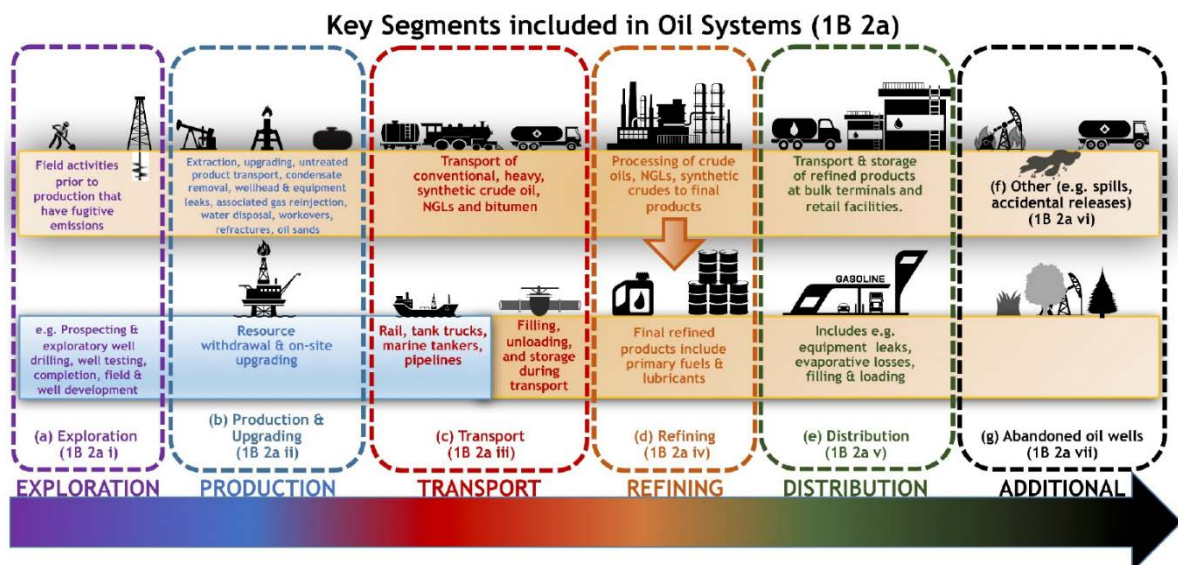 Key Segments included in Oil Systems (1B 2a)
Field activities
prior to
production that
have fugitive
emissions
e.g. Prospecting &
exploratory well
drilling, well testing,
completion, field &
well development
(a) Exploration
(1B 2a i)
EXPLORATION
Extraction, upgrading, untreated
product transport, condensate
removal, wellhead & equipment
leaks, associated gas reinjection,
water disposal, workovers,
refractures, oil sands
Resource
withdrawal & on-site
upgrading
(b) Production &
Upgrading
(1B 2a ii)
PRODUCTION
Transport of
conventional, heavy,
synthetic crude oil,
NGLs and bitumen
Rail, tank trucks,
marine tankers,
pipelines
Filling,
unloading,
and storage
during
transport
(c) Transport
(1B 2a iii)
TRANSPORT
Processing of crude
oils, NGLs, synthetic
crudes to final
products
Final refined
products include
primary fuels &
lubricants
(d) Refining
(1B 2a iv)
REFINING
Transport & storage
of refined products
at bulk terminals and
retail facilities.
GASOLINE
Includes e.g.
equipment leaks,
evaporative losses,
filling & loading
(e) Distribution
(1B 2a v)
DISTRIBUTION
(f) Other (e.g. spills,
accidental releases)
(1B 2a vi)
(g) Abandoned oil wells
(1B 2a vii)
ADDITIONAL